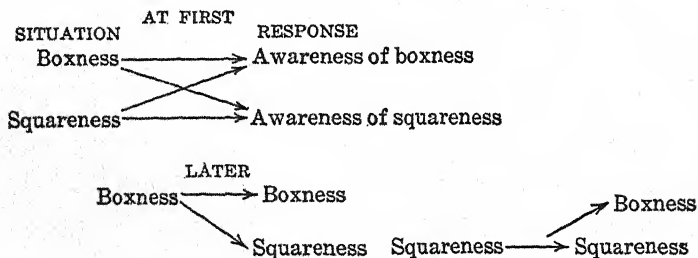 AT FIRST
SITUATION RESPONSE
Boxness Awareness of boxness
Squareness Awareness of squareness
LATER
Boxness Boxness Boxness
Squareness Squareness Squareness